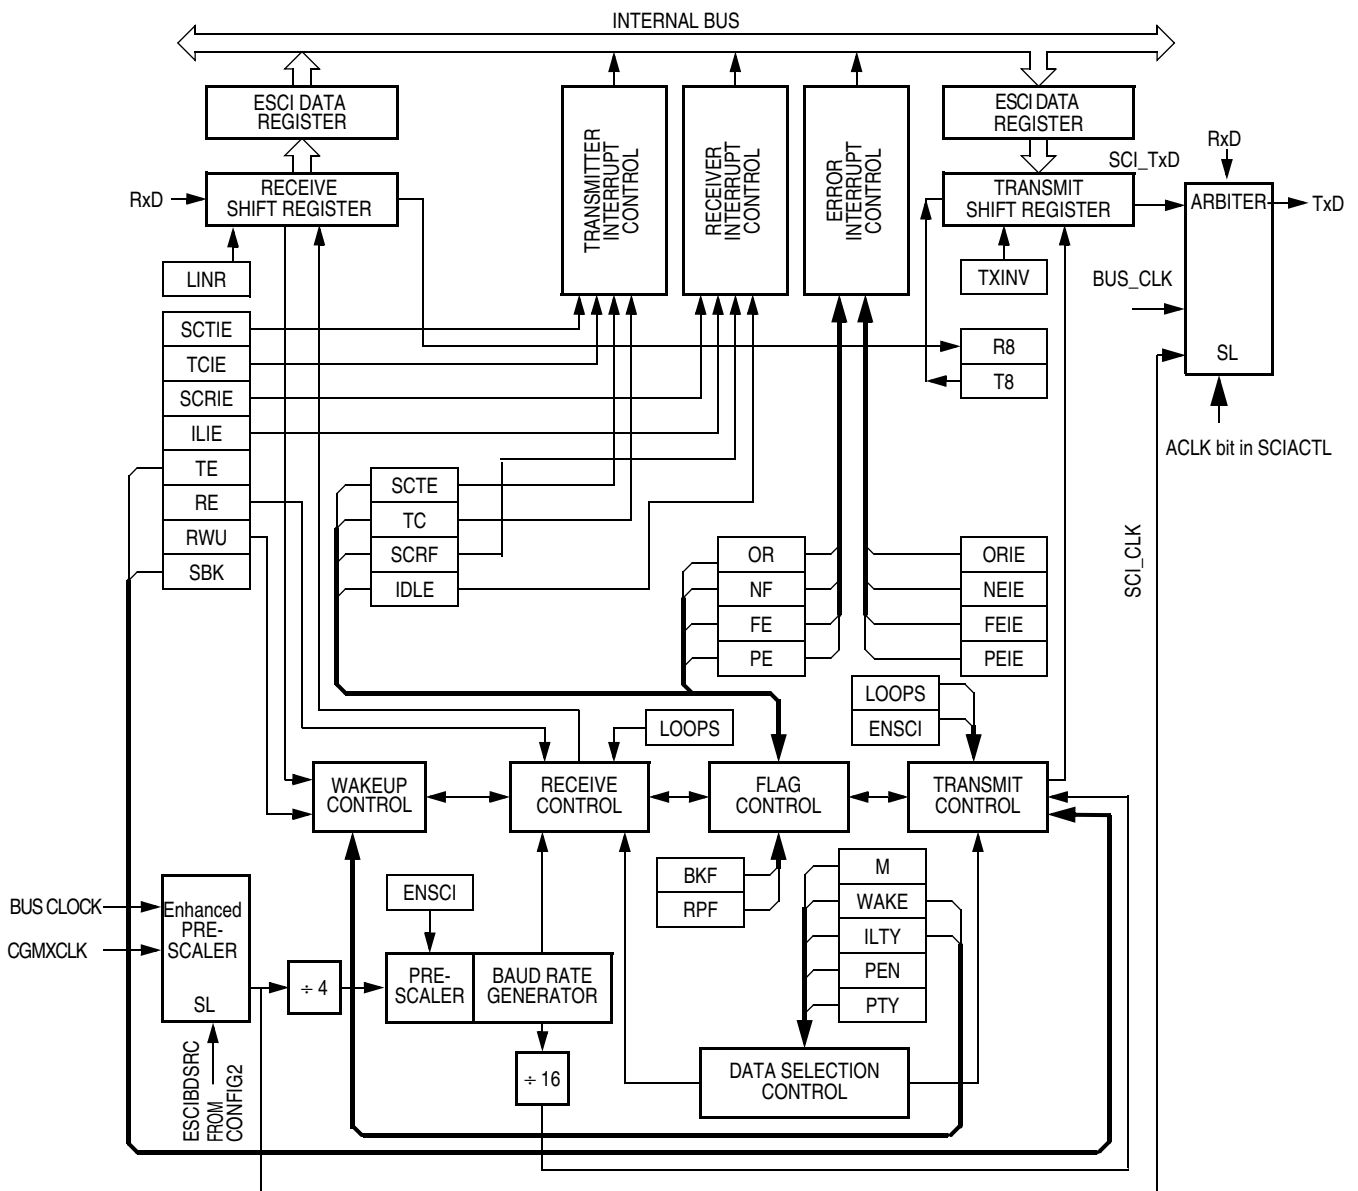 INTERNAL BUS
ESCI DATA
REGISTER
TRANSMITTER
INTERRUPT
CONTROL
RECEIVER
INTERRUPT
CONTROL
ERROR
INTERRUPT
CONTROL
ESCI DATA
REGISTER
RxD
RECEIVE
SHIFT REGISTER
TRANSMIT
SHIFT REGISTER
SCI_TxD
RxD
ARBITER
TxD
LINR
TXINV
BUS_CLK
SL
ACLK bit in SCIACTL
SCTIE
TCIE
SCRIE
ILIE
TE
RE
RWU
SBK
R8
T8
SCTE
TC
SCRF
IDLE
OR
NF
FE
PE
ORIE
NEIE
FEIE
PEIE
SCI_CLK
LOOPS
LOOPS
ENSCI
WAKEUP
CONTROL
RECEIVE
CONTROL
FLAG
CONTROL
TRANSMIT
CONTROL
BKF
RPF
M
WAKE
ILTY
PEN
PTY
BUS CLOCK
CGMXCLK
Enhanced
PRE-
SCALER
SL
ESCIBDSRC
FROM
CONFIG2
÷ 4
ENSCI
PRE-
SCALER
BAUD RATE
GENERATOR
÷ 16
DATA SELECTION
CONTROL